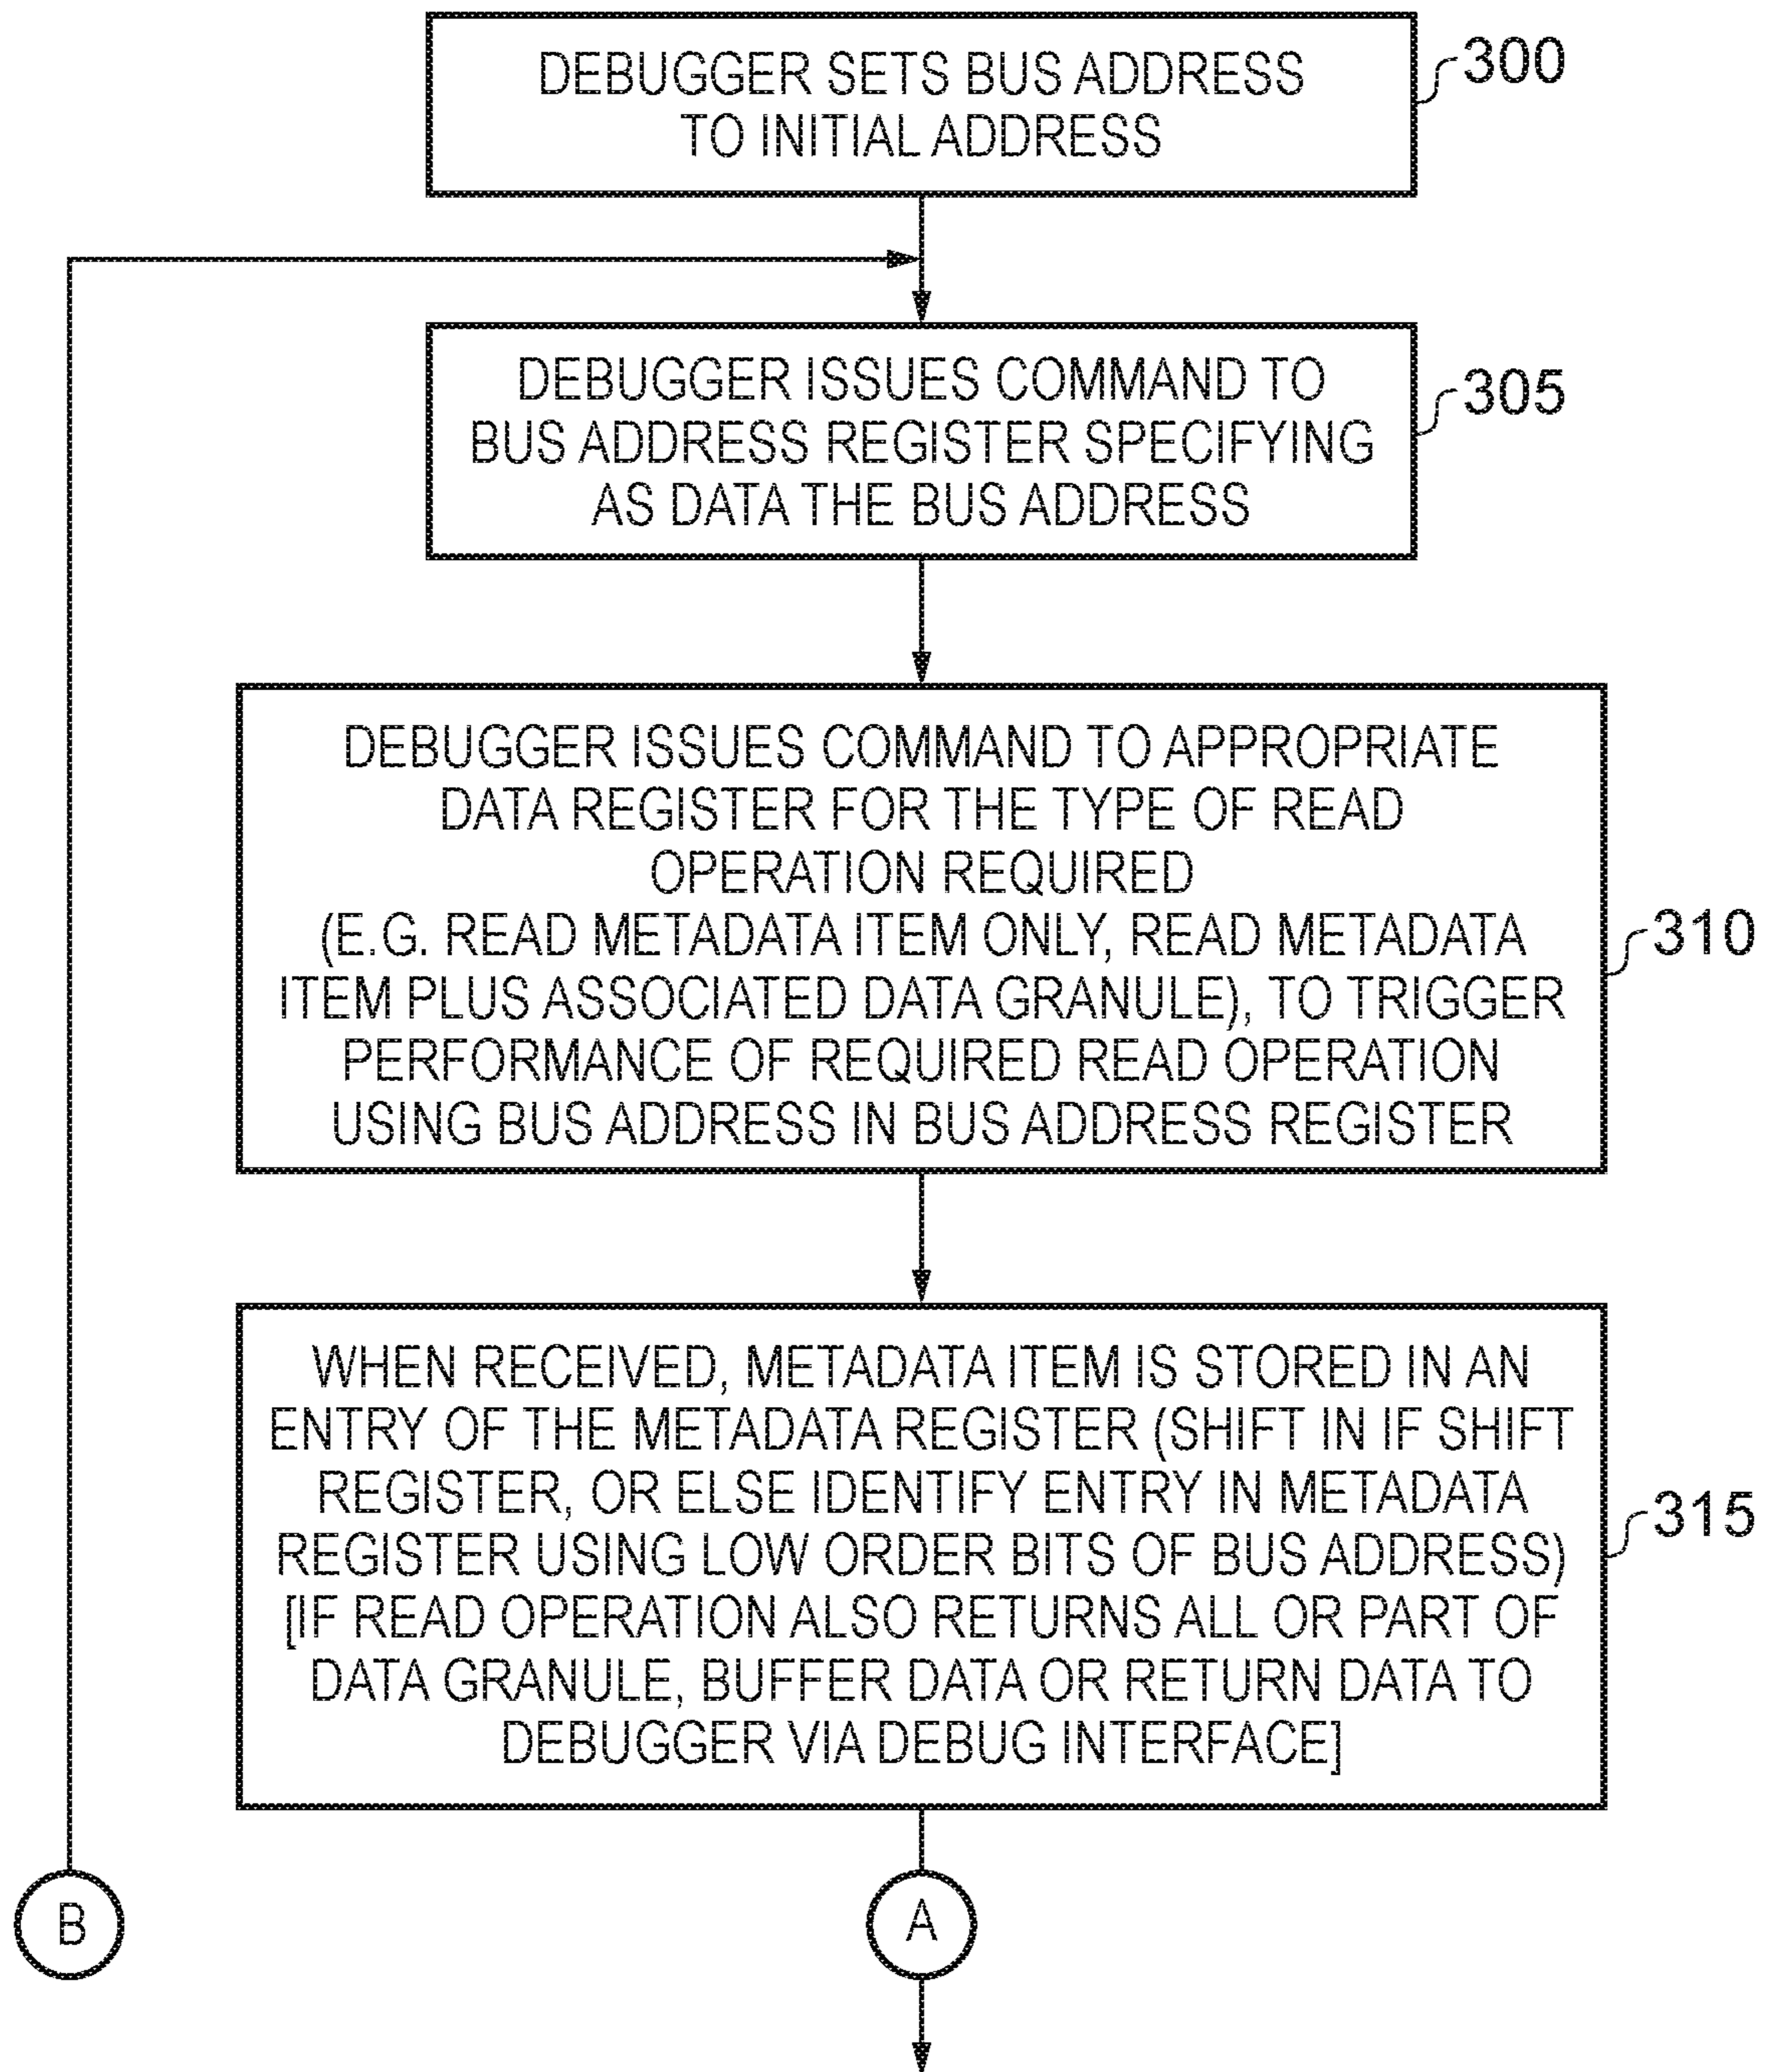 DEBUGGER SETS BUS ADDRESS
TO INITIAL ADDRESS
300
DEBUGGER ISSUES COMMAND TO
BUS ADDRESS REGISTER SPECIFYING
AS DATA THE BUS ADDRESS
305
DEBUGGER ISSUES COMMAND TO APPROPRIATE
DATA REGISTER FOR THE TYPE OF READ
OPERATION REQUIRED
(E.G. READ METADATA ITEM ONLY, READ METADATA
ITEM PLUS ASSOCIATED DATA GRANULE), TO TRIGGER
PERFORMANCE OF REQUIRED READ OPERATION
USING BUS ADDRESS IN BUS ADDRESS REGISTER
310
WHEN RECEIVED, METADATA ITEM IS STORED IN AN
ENTRY OF THE METADATA REGISTER (SHIFT IN IF SHIFT
REGISTER, OR ELSE IDENTIFY ENTRY IN METADATA
REGISTER USING LOW ORDER BITS OF BUS ADDRESS)
[IF READ OPERATION ALSO RETURNS ALL OR PART OF
DATA GRANULE, BUFFER DATA OR RETURN DATA TO
DEBUGGER VIA DEBUG INTERFACE]
315
B
A